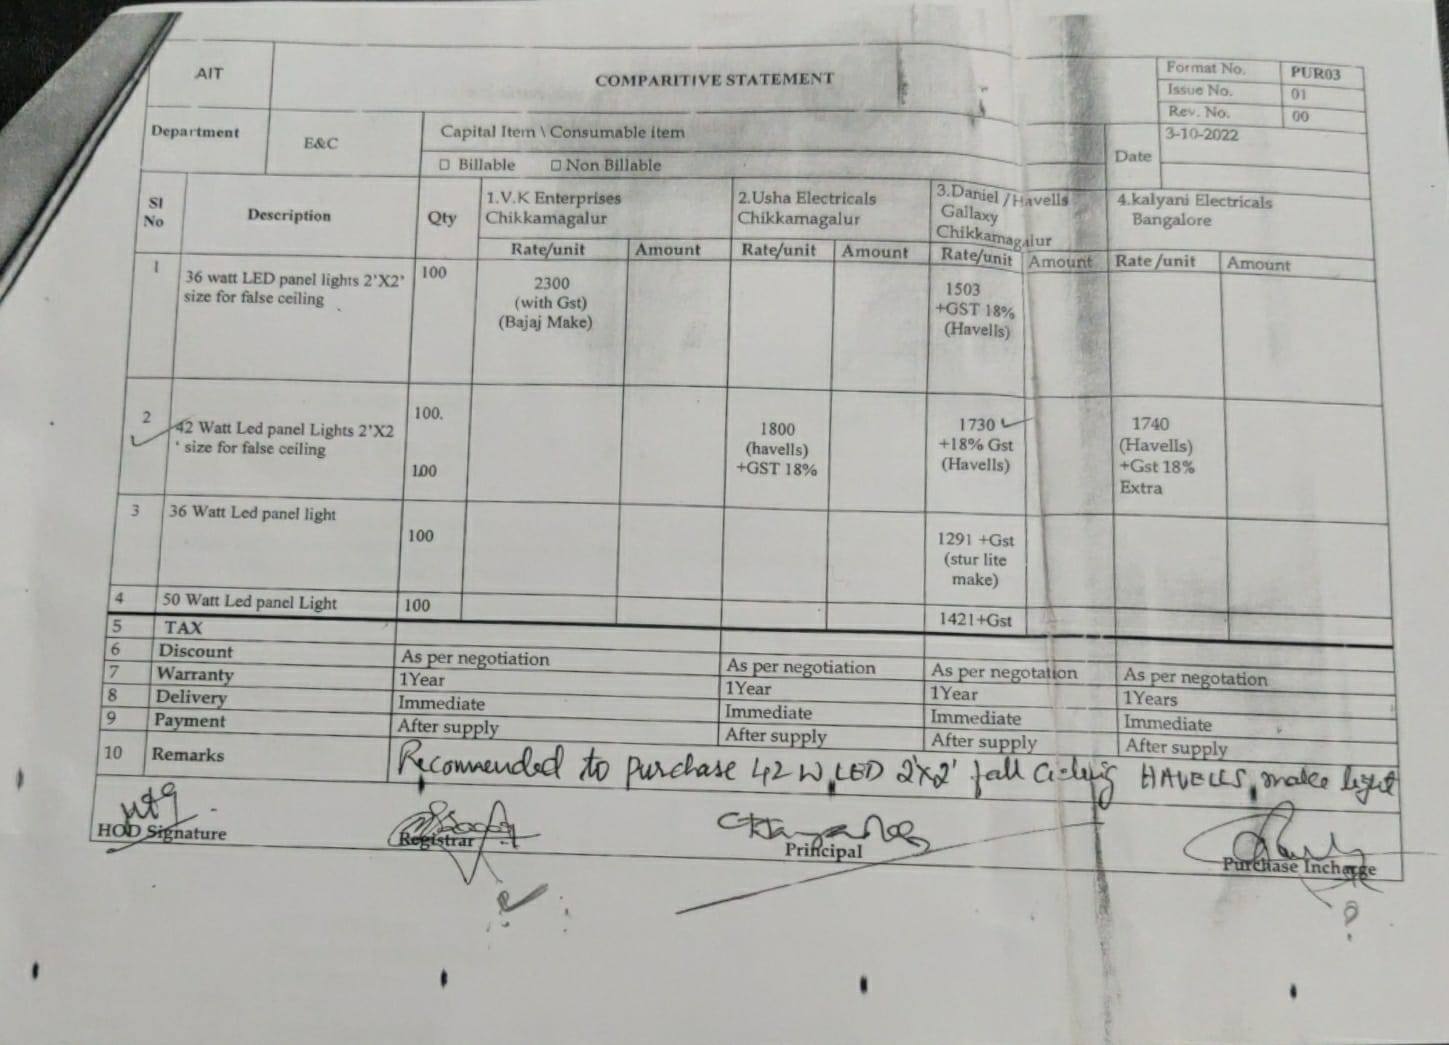 AIT
COMPARITIVE STATEMENT
Format No. PUR03
Issue No. 01
Rev. No. 00
Department E&C
Capital Item \ Consumable item
☐ Billable ☐ Non Billable
Date 3-10-2022
Sl No Description Qty
1.V.K Enterprises
Chikkamagalur
2.Usha Electricals
Chikkamagalur
3.Daniel /Havells
Gallaxy
Chikkamagalur
4.kalyani Electricals
Bangalore
Rate/unit Amount Rate/unit Amount Rate/unit Amount Rate /unit Amount
1 36 watt LED panel lights 2'X2'
size for false ceiling
100
2300
(with Gst)
(Bajaj Make)
1503
+GST 18%
(Havells)
2 42 Watt Led panel Lights 2'X2
' size for false ceiling
100.
100
1800
(havells)
+GST 18%
1730
+18% Gst
(Havells)
1740
(Havells)
+Gst 18%
Extra
3 36 Watt Led panel light
100
1291 +Gst
(stur lite
make)
4 50 Watt Led panel Light 100 1421+Gst
5 TAX
6 Discount As per negotiation As per negotiation As per negotation As per negotation
7 Warranty 1Year 1Year 1Year 1Years
8 Delivery Immediate Immediate Immediate Immediate
9 Payment After supply After supply After supply After supply
10 Remarks Recommended to purchase 42 W LED 2'X2' HAVELLS make light
HOD Signature Registrar Principal Purchase Incharge